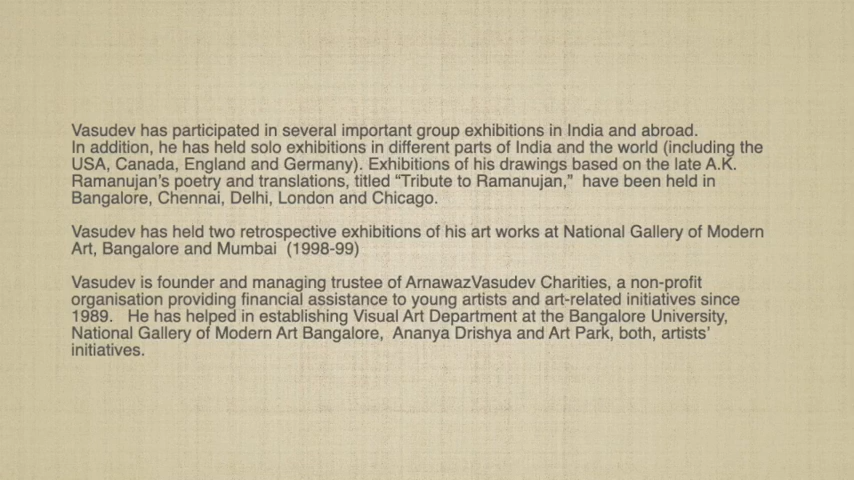 Vasudev has participated in several important group exhibitions in India and abroad.
In addition, he has held solo exhibitions in different parts of India and the world (including the
USA, Canada, England and Germany). Exhibitions of his drawings based on the late A.K.
Ramanujan’s poetry and translations, titled “Tribute to Ramanujan,”  have been held in
Bangalore, Chennai, Delhi, London and Chicago.
Vasudev has held two retrospective exhibitions of his art works at National Gallery of Modern
Art, Bangalore and Mumbai  (1998-99)
Vasudev is founder and managing trustee of ArnawazVasudev Charities, a non-profit
organisation providing financial assistance to young artists and art-related initiatives since
1989.   He has helped in establishing Visual Art Department at the Bangalore University,
National Gallery of Modern Art Bangalore,  Ananya Drishya and Art Park, both, artists’
initiatives.